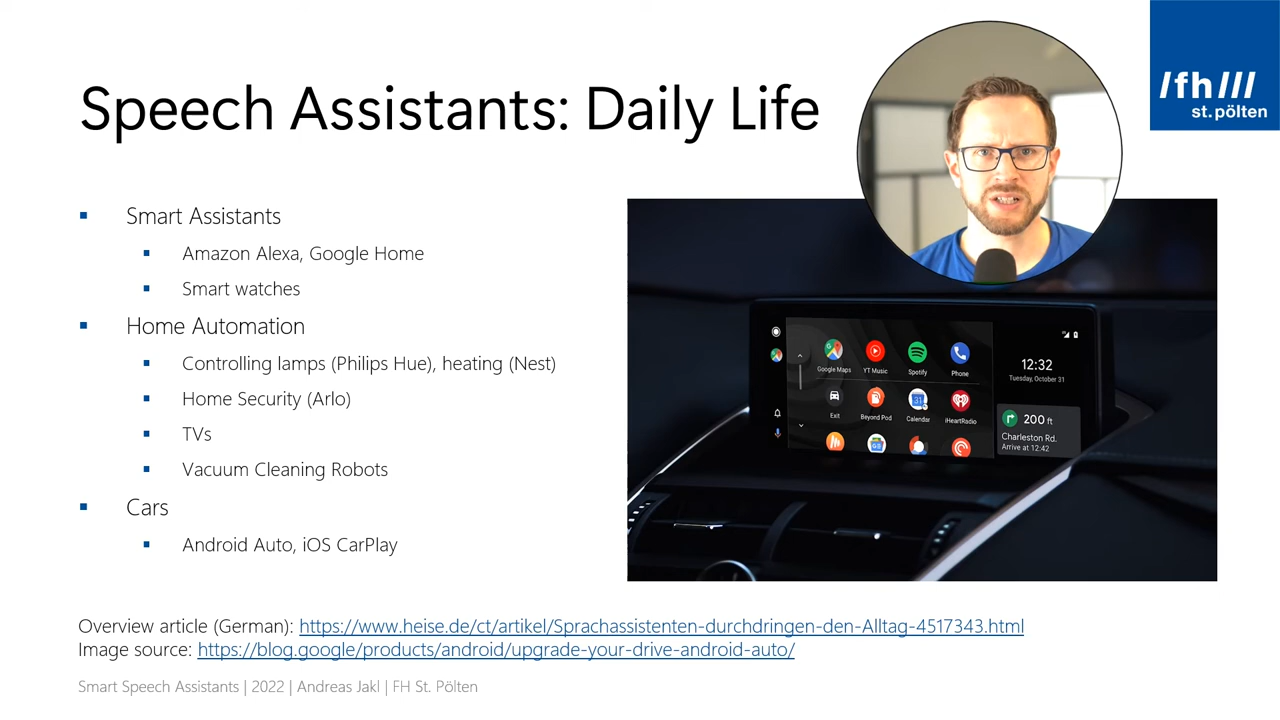 Speech Assistants: Daily Life
/fh///
st.pölten
Smart Assistants
Amazon Alexa, Google Home
Smart watches
Home Automation
Controlling lamps (Philips Hue), heating (Nest)
Home Security (Arlo)
TVs
Vacuum Cleaning Robots
Cars
Android Auto, iOS CarPlay
Google Maps
YT Music
Spotify
Phone
Exit
Beyond Pod
Calendar
iHeartRadio
12:32
Tuesday, October 31
200 ft
Charleston Rd.
Arrive at 12:42
Overview article (German): https://www.heise.de/ct/artikel/Sprachassistenten-durchdringen-den-Alltag-4517343.html
Image source: https://blog.google/products/android/upgrade-your-drive-android-auto/
Smart Speech Assistants | 2022 | Andreas Jakl | FH St. Pölten